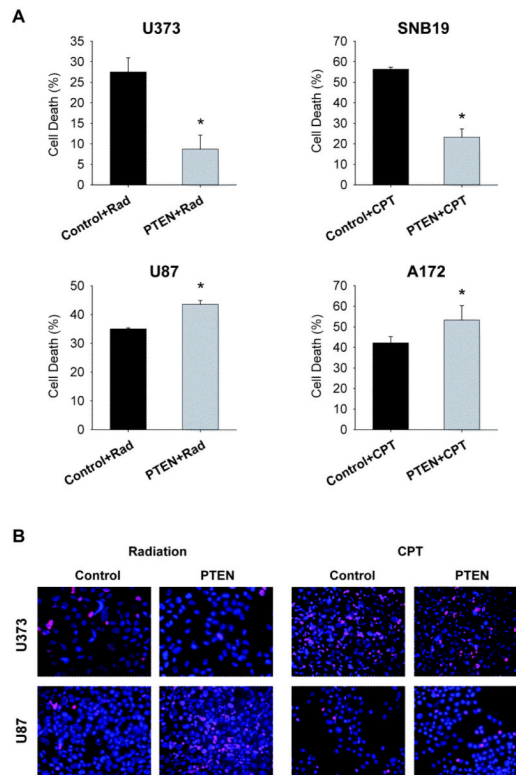 A
U373
SNB19
Cell Death (%)
35
30
25
20
15
10
5
0
*
Control+Rad
PTEN+Rad
Cell Death (%)
70
60
50
40
30
20
10
0
*
Control+CPT
PTEN+CPT
U87
A172
Cell Death (%)
50
40
30
20
10
0
*
Control+Rad
PTEN+Rad
Cell Death (%)
70
60
50
40
30
20
10
0
*
Control+CPT
PTEN+CPT
B
Radiation
CPT
Control
PTEN
Control
PTEN
U373
U87